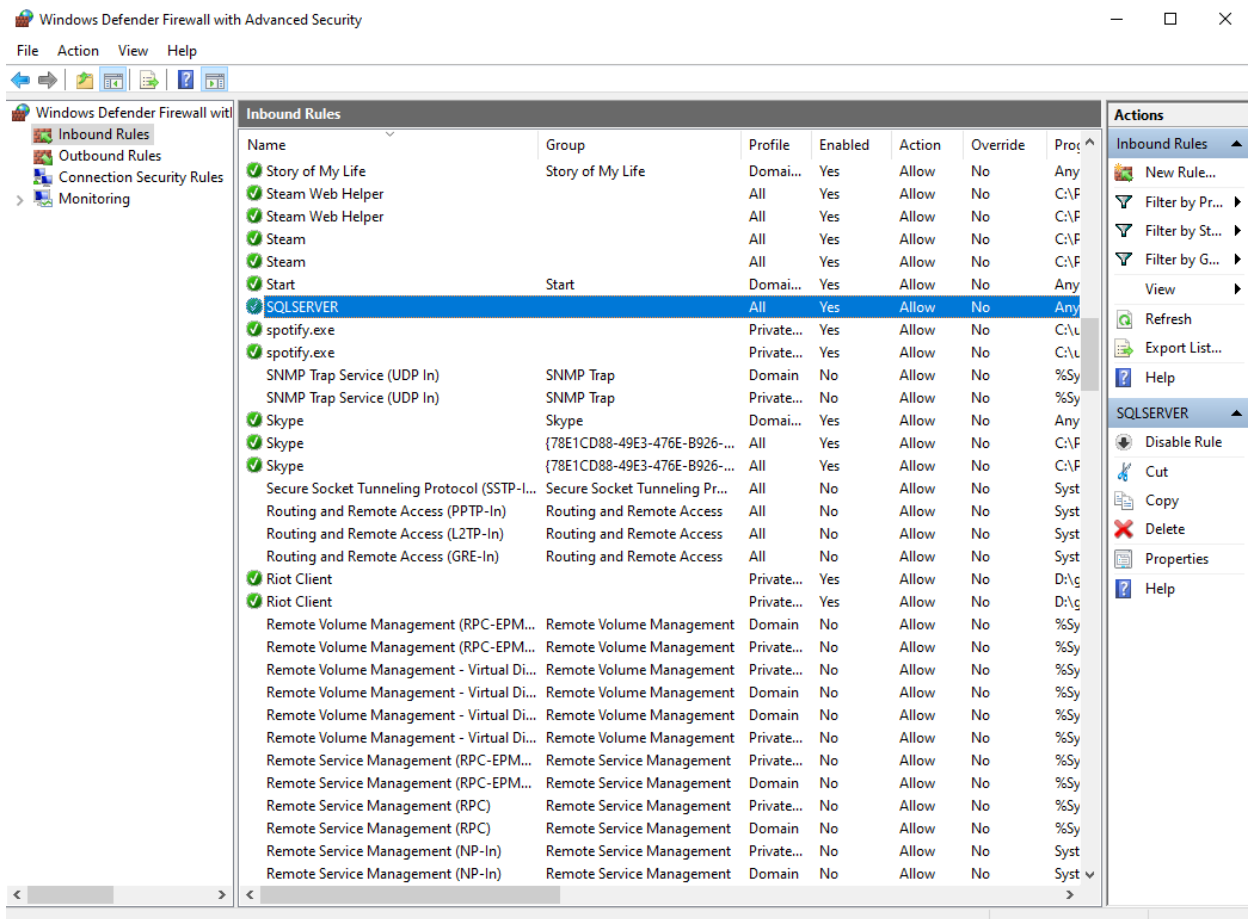 Windows Defender Firewall with Advanced Security
File Action View Help
Windows Defender Firewall witl
Inbound Rules
Outbound Rules
Connection Security Rules
Monitoring
Inbound Rules
Name Group Profile Enabled Action Override Prog
Story of My Life Story of My Life Domai... Yes Allow No Any
Steam Web Helper All Yes Allow No C:\P
Steam Web Helper All Yes Allow No C:\P
Steam All Yes Allow No C:\P
Steam All Yes Allow No C:\P
Start Start Domai... Yes Allow No Any
SQLSERVER All Yes Allow No Any
spotify.exe Private... Yes Allow No C:\u
spotify.exe Private... Yes Allow No C:\u
SNMP Trap Service (UDP In) SNMP Trap Domain No Allow No %Sy
SNMP Trap Service (UDP In) SNMP Trap Private... No Allow No %Sy
Skype Skype Domai... Yes Allow No Any
Skype {78E1CD88-49E3-476E-B926-... All Yes Allow No C:\P
Skype {78E1CD88-49E3-476E-B926-... All Yes Allow No C:\P
Secure Socket Tunneling Protocol (SSTP-I... Secure Socket Tunneling Pr... All No Allow No Syst
Routing and Remote Access (PPTP-In) Routing and Remote Access All No Allow No Syst
Routing and Remote Access (L2TP-In) Routing and Remote Access All No Allow No Syst
Routing and Remote Access (GRE-In) Routing and Remote Access All No Allow No Syst
Riot Client Private... Yes Allow No D:\g
Riot Client Private... Yes Allow No D:\g
Remote Volume Management (RPC-EPM... Remote Volume Management Domain No Allow No %Sy
Remote Volume Management (RPC-EPM... Remote Volume Management Private... No Allow No %Sy
Remote Volume Management - Virtual Di... Remote Volume Management Private... No Allow No %Sy
Remote Volume Management - Virtual Di... Remote Volume Management Domain No Allow No %Sy
Remote Volume Management - Virtual Di... Remote Volume Management Domain No Allow No %Sy
Remote Volume Management - Virtual Di... Remote Volume Management Private... No Allow No %Sy
Remote Service Management (RPC-EPM... Remote Service Management Private... No Allow No %Sy
Remote Service Management (RPC-EPM... Remote Service Management Domain No Allow No %Sy
Remote Service Management (RPC) Remote Service Management Private... No Allow No %Sy
Remote Service Management (RPC) Remote Service Management Domain No Allow No %Sy
Remote Service Management (NP-In) Remote Service Management Private... No Allow No Syst
Remote Service Management (NP-In) Remote Service Management Domain No Allow No Syst
Actions
Inbound Rules
New Rule...
Filter by Pr...
Filter by St...
Filter by G...
View
Refresh
Export List...
Help
SQLSERVER
Disable Rule
Cut
Copy
Delete
Properties
Help